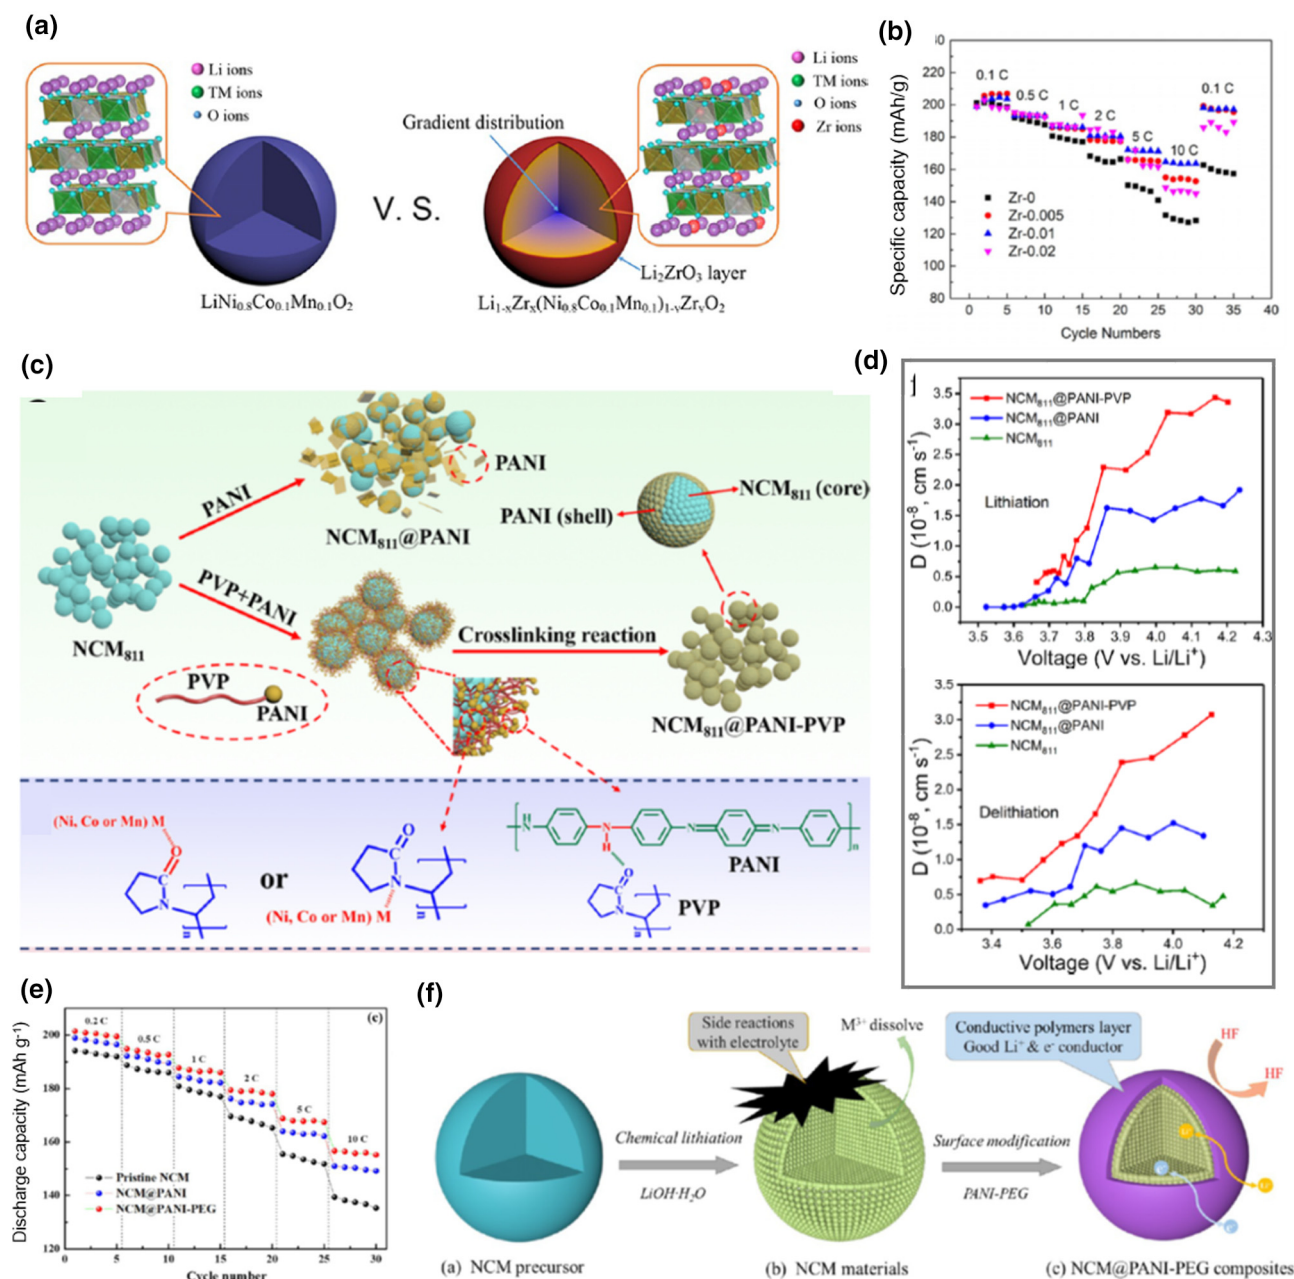 (a)
Li ions
TM ions
O ions
Gradient distribution
Li ions
TM ions
O ions
Zr ions
V. S.
Li₂ZrO₃ layer
LiNi₀.₈Co₀.₁Mn₀.₁O₂
Li₁₋ₓZrₓ(Ni₀.₈Co₀.₁Mn₀.₁)₁₋ᵧZrᵧO₂
(b)
Specific capacity (mAh/g)
220
200
180
160
140
120
100
80
0.1 C
0.5 C
1 C
2 C
5 C
10 C
0.1 C
Zr-0
Zr-0.005
Zr-0.01
Zr-0.02
0 5 10 15 20 25 30 35 40
Cycle Numbers
(c)
PANI
PANI
NCM₈₁₁@PANI
NCM₈₁₁ (core)
PANI (shell)
NCM₈₁₁
PVP+PANI
Crosslinking reaction
PVP
PANI
NCM₈₁₁@PANI-PVP
(Ni, Co or Mn) M
O
C
N
n
or
O
C
N
(Ni, Co or Mn) M
n
H
N
N
H
N
N
n
PANI
O
C
N
n
PVP
(d)
NCM₈₁₁@PANI-PVP
NCM₈₁₁@PANI
NCM₈₁₁
Lithiation
D (10⁻⁸, cm s⁻¹)
3.5
3.0
2.5
2.0
1.5
1.0
0.5
0.0
3.5 3.6 3.7 3.8 3.9 4.0 4.1 4.2 4.3
Voltage (V vs. Li/Li⁺)
NCM₈₁₁@PANI-PVP
NCM₈₁₁@PANI
NCM₈₁₁
Delithiation
D (10⁻⁸, cm s⁻¹)
3.5
3.0
2.5
2.0
1.5
1.0
0.5
0.0
3.4 3.6 3.8 4.0 4.2
Voltage (V vs. Li/Li⁺)
(e)
(c)
Discharge capacity (mAh g⁻¹)
200
180
160
140
120
0.2 C
0.5 C
1 C
2 C
5 C
10 C
Pristine NCM
NCM@PANI
NCM@PANI-PEG
0 5 10 15 20 25 30
Cycle number
(f)
Side reactions
with electrolyte
M³⁺ dissolve
Conductive polymers layer
Good Li⁺ & e⁻ conductor
HF
HF
Chemical lithiation
LiOH·H₂O
Surface modification
PANI-PEG
(a) NCM precursor
(b) NCM materials
(c) NCM@PANI-PEG composites